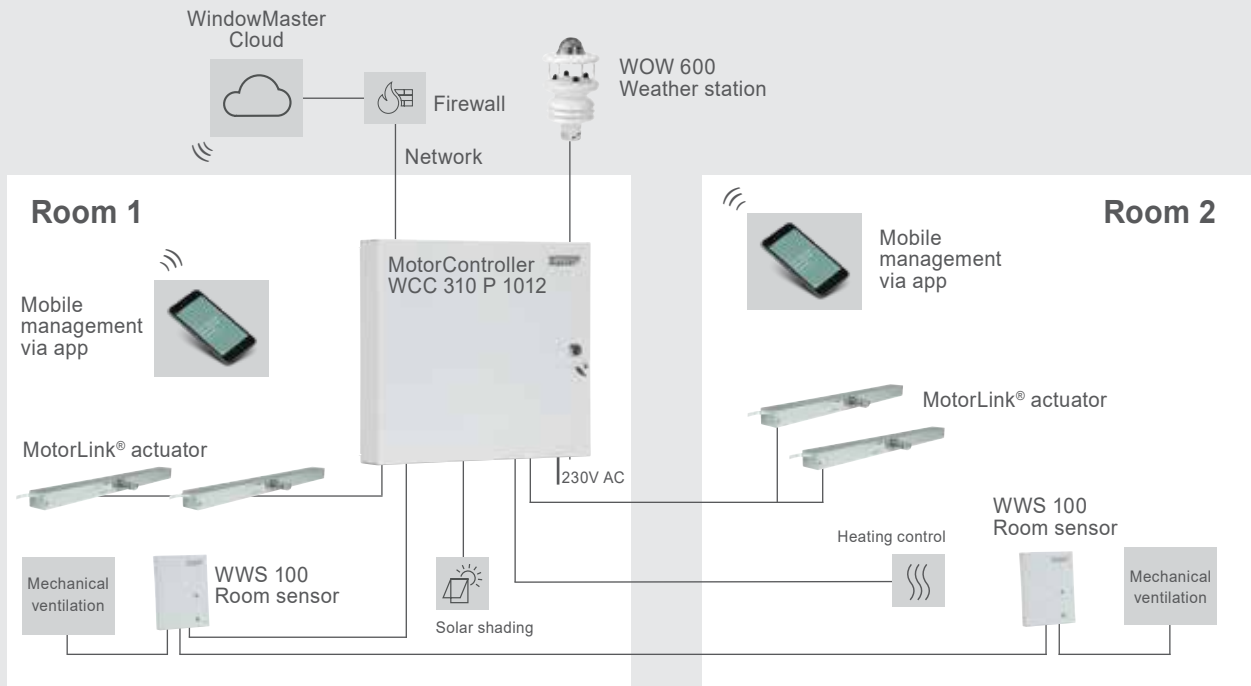 WindowMaster
Cloud
WOW 600
Weather station
Firewall
Network
Room 1
Room 2
MotorController
WCC 310 P 1012
Mobile
management
via app
Mobile
management
via app
MotorLink® actuator
MotorLink® actuator
230V AC
WWS 100
Room sensor
Heating control
Mechanical
ventilation
WWS 100
Room sensor
Solar shading
Mechanical
ventilation